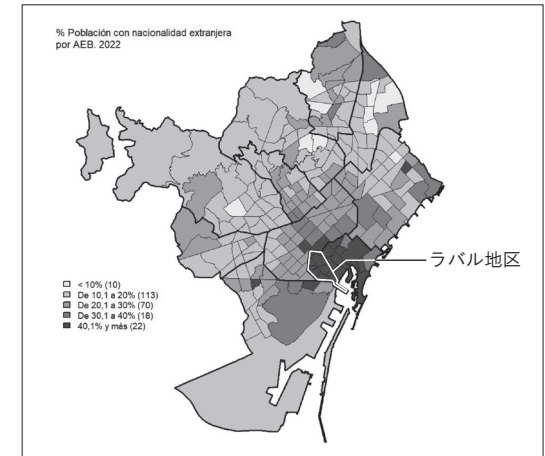 % Población con nacionalidad extranjera
por AEB. 2022
ラバル地区
< 10% (10)
De 10,1 a 20% (113)
De 20,1 a 30% (70)
De 30,1 a 40% (18)
40,1% y más (22)